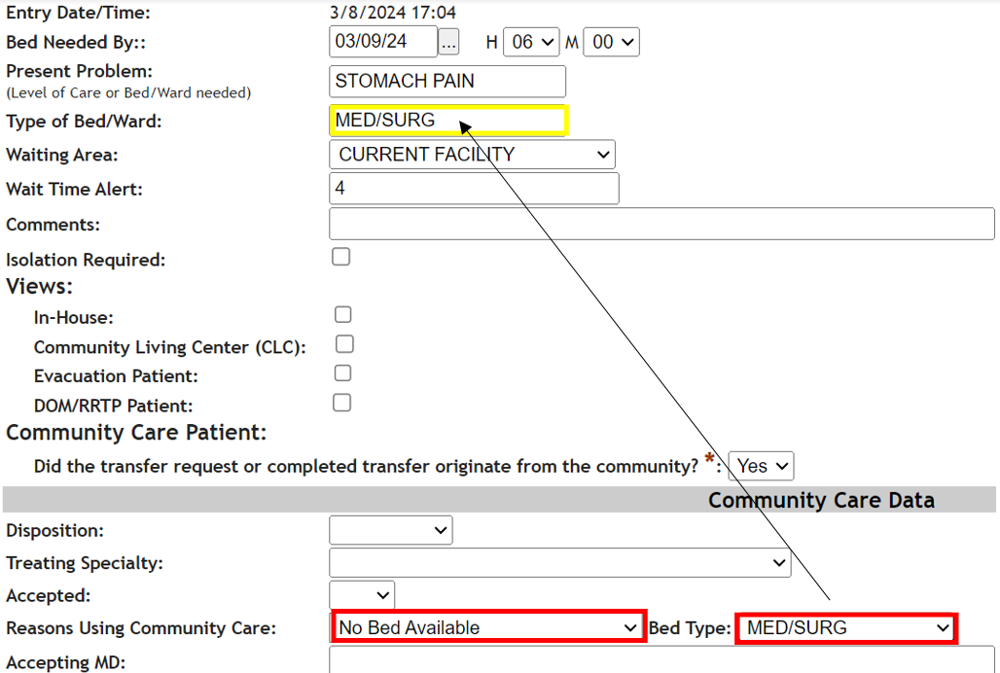 Entry Date/Time: 3/8/2024 17:04
Bed Needed By:: 03/09/24 ... H 06 M 00
Present Problem:
(Level of Care or Bed/Ward needed) STOMACH PAIN
Type of Bed/Ward: MED/SURG
Waiting Area: CURRENT FACILITY
Wait Time Alert: 4
Comments:
Isolation Required:
Views:
In-House:
Community Living Center (CLC):
Evacuation Patient:
DOM/RRTP Patient:
Community Care Patient:
Did the transfer request or completed transfer originate from the community? *: Yes
Community Care Data
Disposition:
Treating Specialty:
Accepted:
Reasons Using Community Care: No Bed Available Bed Type: MED/SURG
Accepting MD: